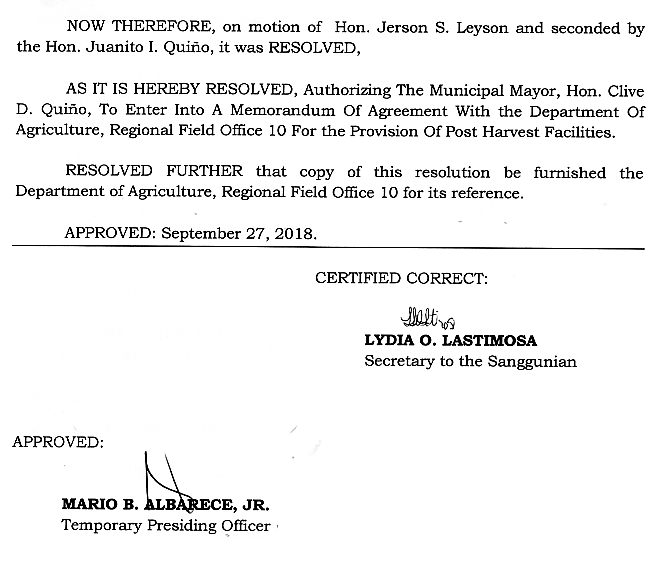 NOW THEREFORE, on motion of Hon. Jerson S. Leyson and seconded by
the Hon. Juanito I. Quiño, it was RESOLVED,
AS IT IS HEREBY RESOLVED, Authorizing The Municipal Mayor, Hon. Clive
D. Quiño, To Enter Into A Memorandum Of Agreement With the Department Of
Agriculture, Regional Field Office 10 For the Provision Of Post Harvest Facilities.
RESOLVED FURTHER that copy of this resolution be furnished the
Department of Agriculture, Regional Field Office 10 for its reference.
APPROVED: September 27, 2018.
CERTIFIED CORRECT:
LYDIA O. LASTIMOSA
Secretary to the Sanggunian
APPROVED:
MARIO B. ALBARECE, JR.
Temporary Presiding Officer